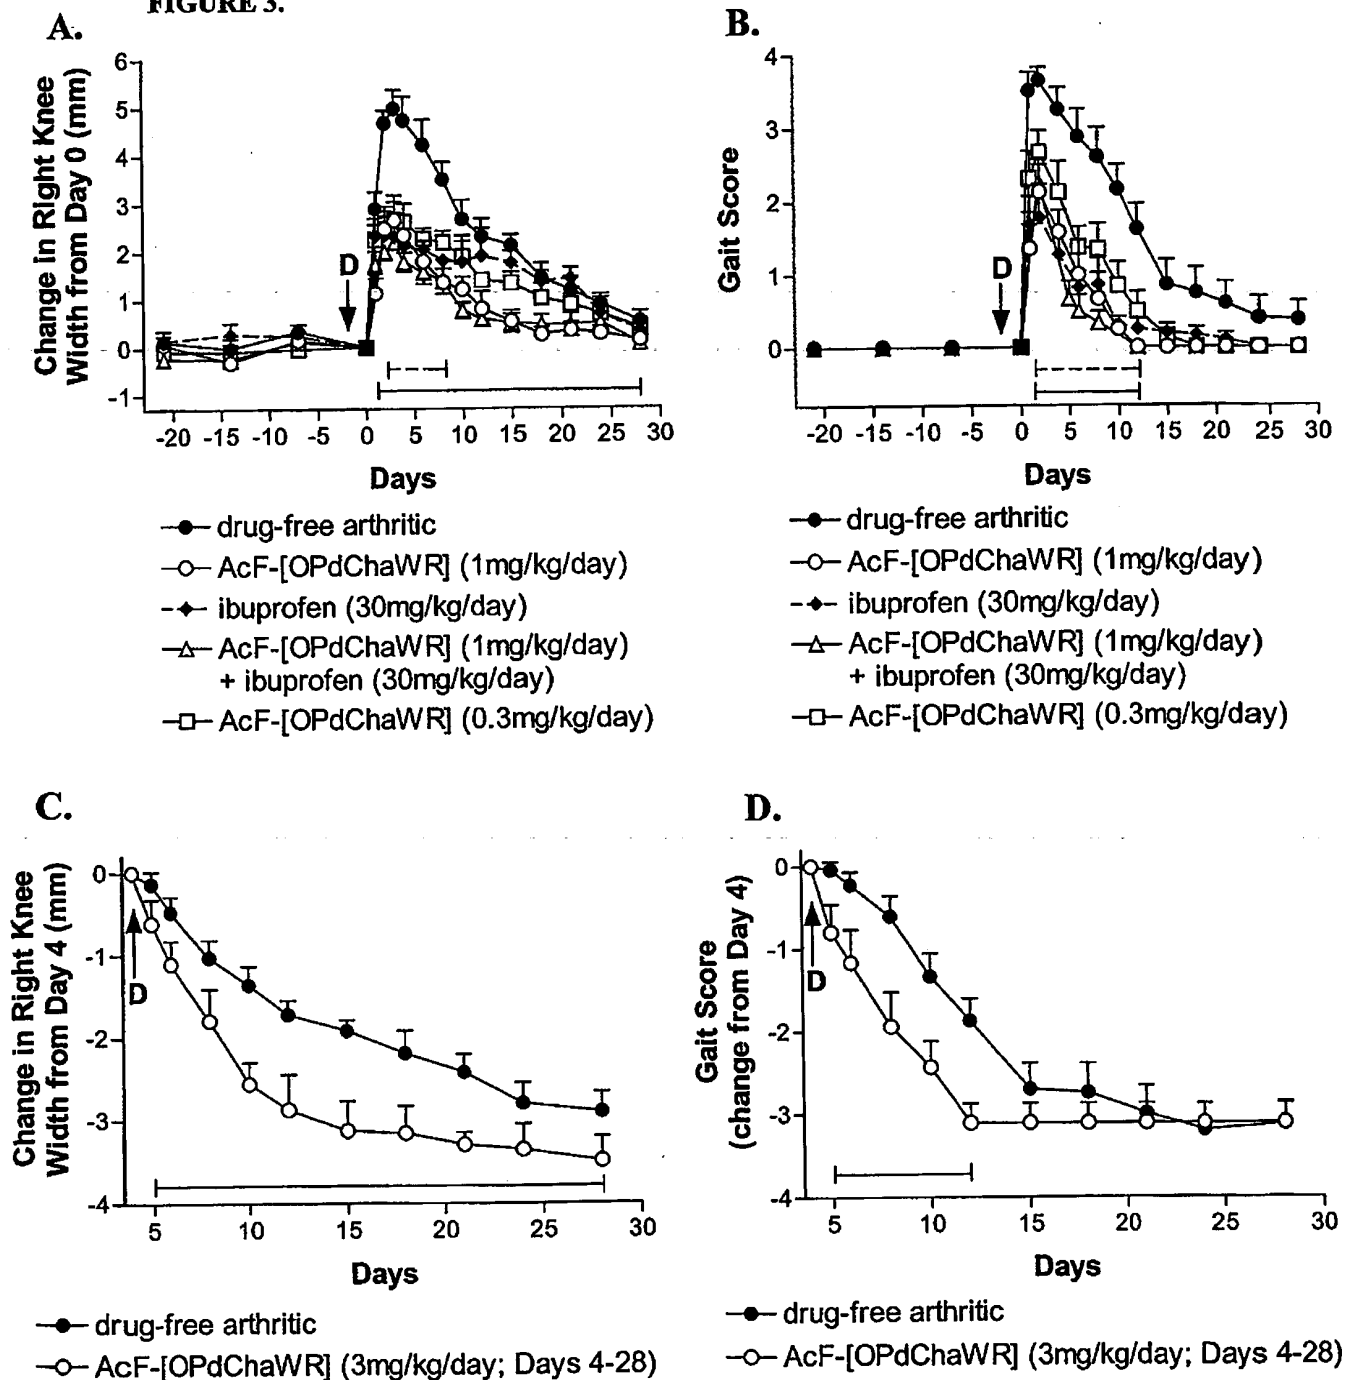 FIGURE 3.
A.
Change in Right Knee
Width from Day 0 (mm)
6
5
4
3
2
1
0
-1
D
-20 -15 -10 -5 0 5 10 15 20 25 30
Days
drug-free arthritic
AcF-[OPdChaWR] (1mg/kg/day)
ibuprofen (30mg/kg/day)
AcF-[OPdChaWR] (1mg/kg/day)
+ ibuprofen (30mg/kg/day)
AcF-[OPdChaWR] (0.3mg/kg/day)
B.
Gait Score
4
3
2
1
0
D
-20 -15 -10 -5 0 5 10 15 20 25 30
Days
drug-free arthritic
AcF-[OPdChaWR] (1mg/kg/day)
ibuprofen (30mg/kg/day)
AcF-[OPdChaWR] (1mg/kg/day)
+ ibuprofen (30mg/kg/day)
AcF-[OPdChaWR] (0.3mg/kg/day)
C.
Change in Right Knee
Width from Day 4 (mm)
0
-1
-2
-3
-4
D
5 10 15 20 25 30
Days
drug-free arthritic
AcF-[OPdChaWR] (3mg/kg/day; Days 4-28)
D.
Gait Score
(change from Day 4)
0
-1
-2
-3
-4
D
5 10 15 20 25 30
Days
drug-free arthritic
AcF-[OPdChaWR] (3mg/kg/day; Days 4-28)